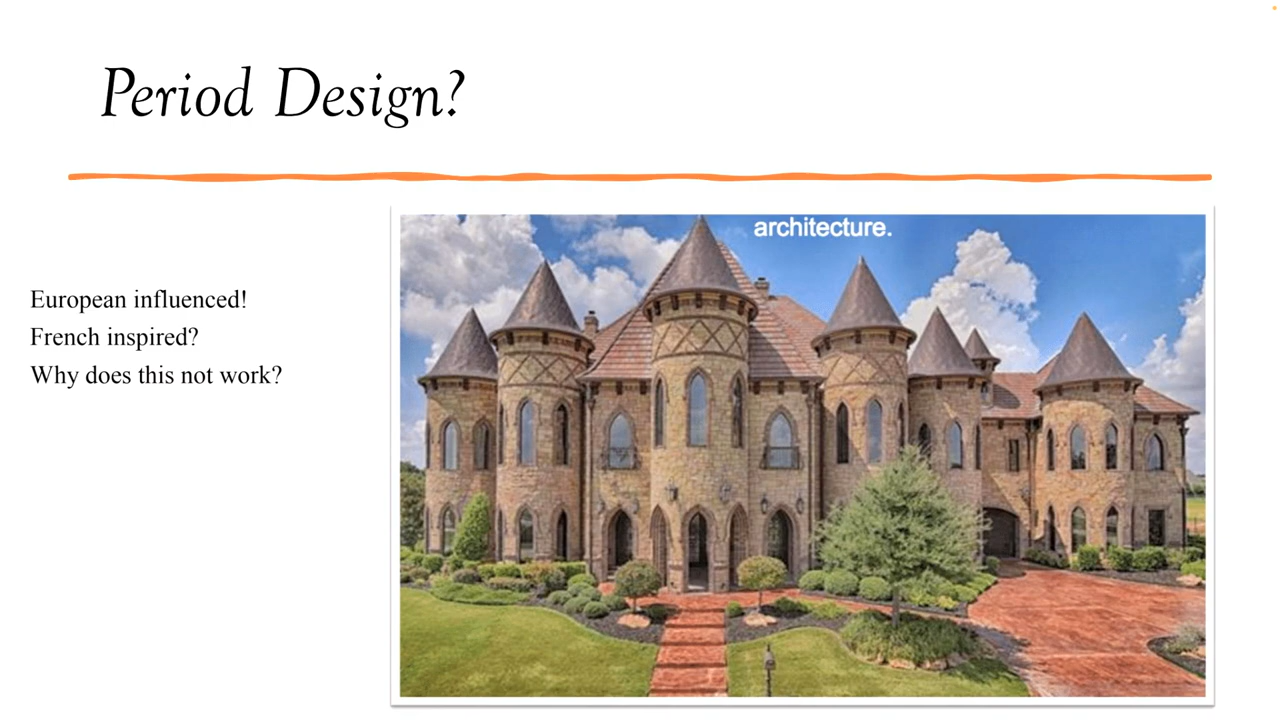 Period Design?
architecture.
European influenced!
French inspired?
Why does this not work?